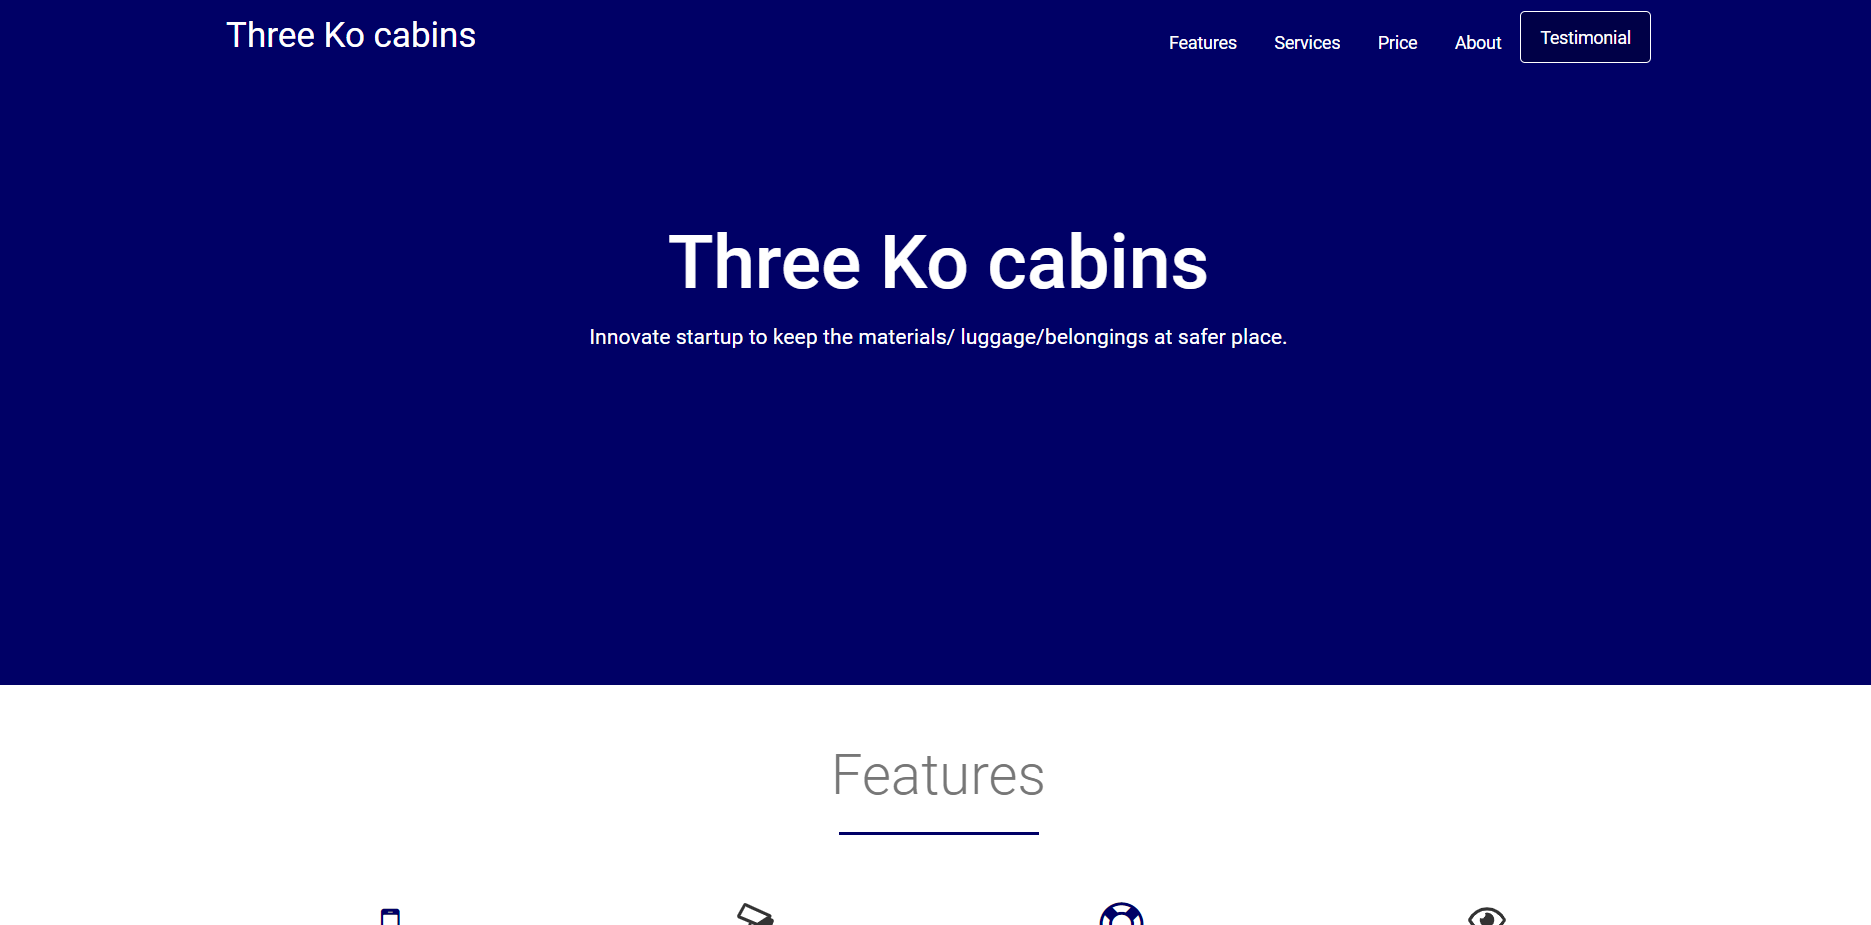 Three Ko cabins
Features Services Price About Testimonial
Three Ko cabins
Innovate startup to keep the materials/ luggage/belongings at safer place.
Features